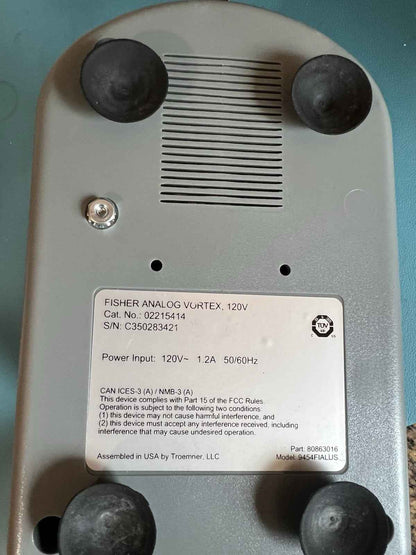 FISHER ANALOG VORTEX, 120V
Cat. No.: 02215414
S/N: C350283421
TÜV
Power Input: 120V~ 1.2A 50/60Hz
CAN ICES-3 (A) / NMB-3 (A)
This device complies with Part 15 of the FCC Rules.
Operation is subject to the following two conditions:
(1) this device may not cause harmful interference, and
(2) this device must accept any interference received, including
interference that may cause undesired operation.
Part: 80863016
Assembled in USA by Troemner, LLC
Model: 9454FIALUS